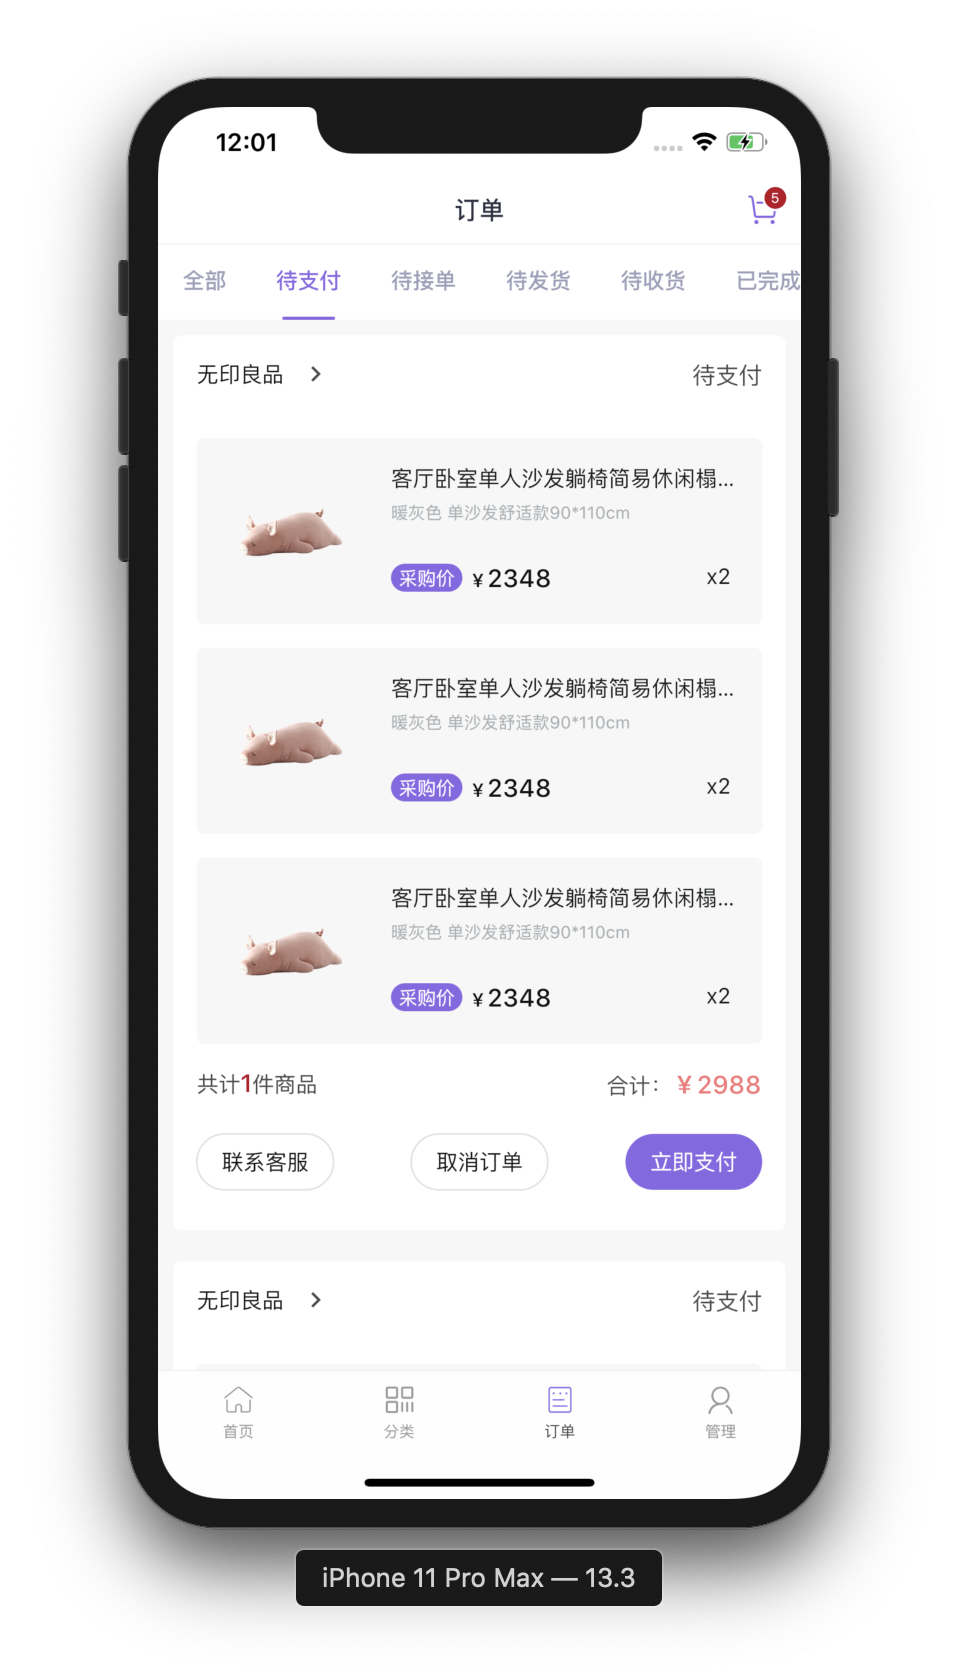 12:01
订单
5
全部 待支付 待接单 待发货 待收货 已完成
无印良品 > 待支付
客厅卧室单人沙发躺椅简易休闲榻...
暖灰色 单沙发舒适款90*110cm
采购价 ¥2348 x2
客厅卧室单人沙发躺椅简易休闲榻...
暖灰色 单沙发舒适款90*110cm
采购价 ¥2348 x2
客厅卧室单人沙发躺椅简易休闲榻...
暖灰色 单沙发舒适款90*110cm
采购价 ¥2348 x2
共计1件商品 合计: ¥2988
联系客服 取消订单 立即支付
无印良品 > 待支付
首页 分类 订单 管理
iPhone 11 Pro Max — 13.3